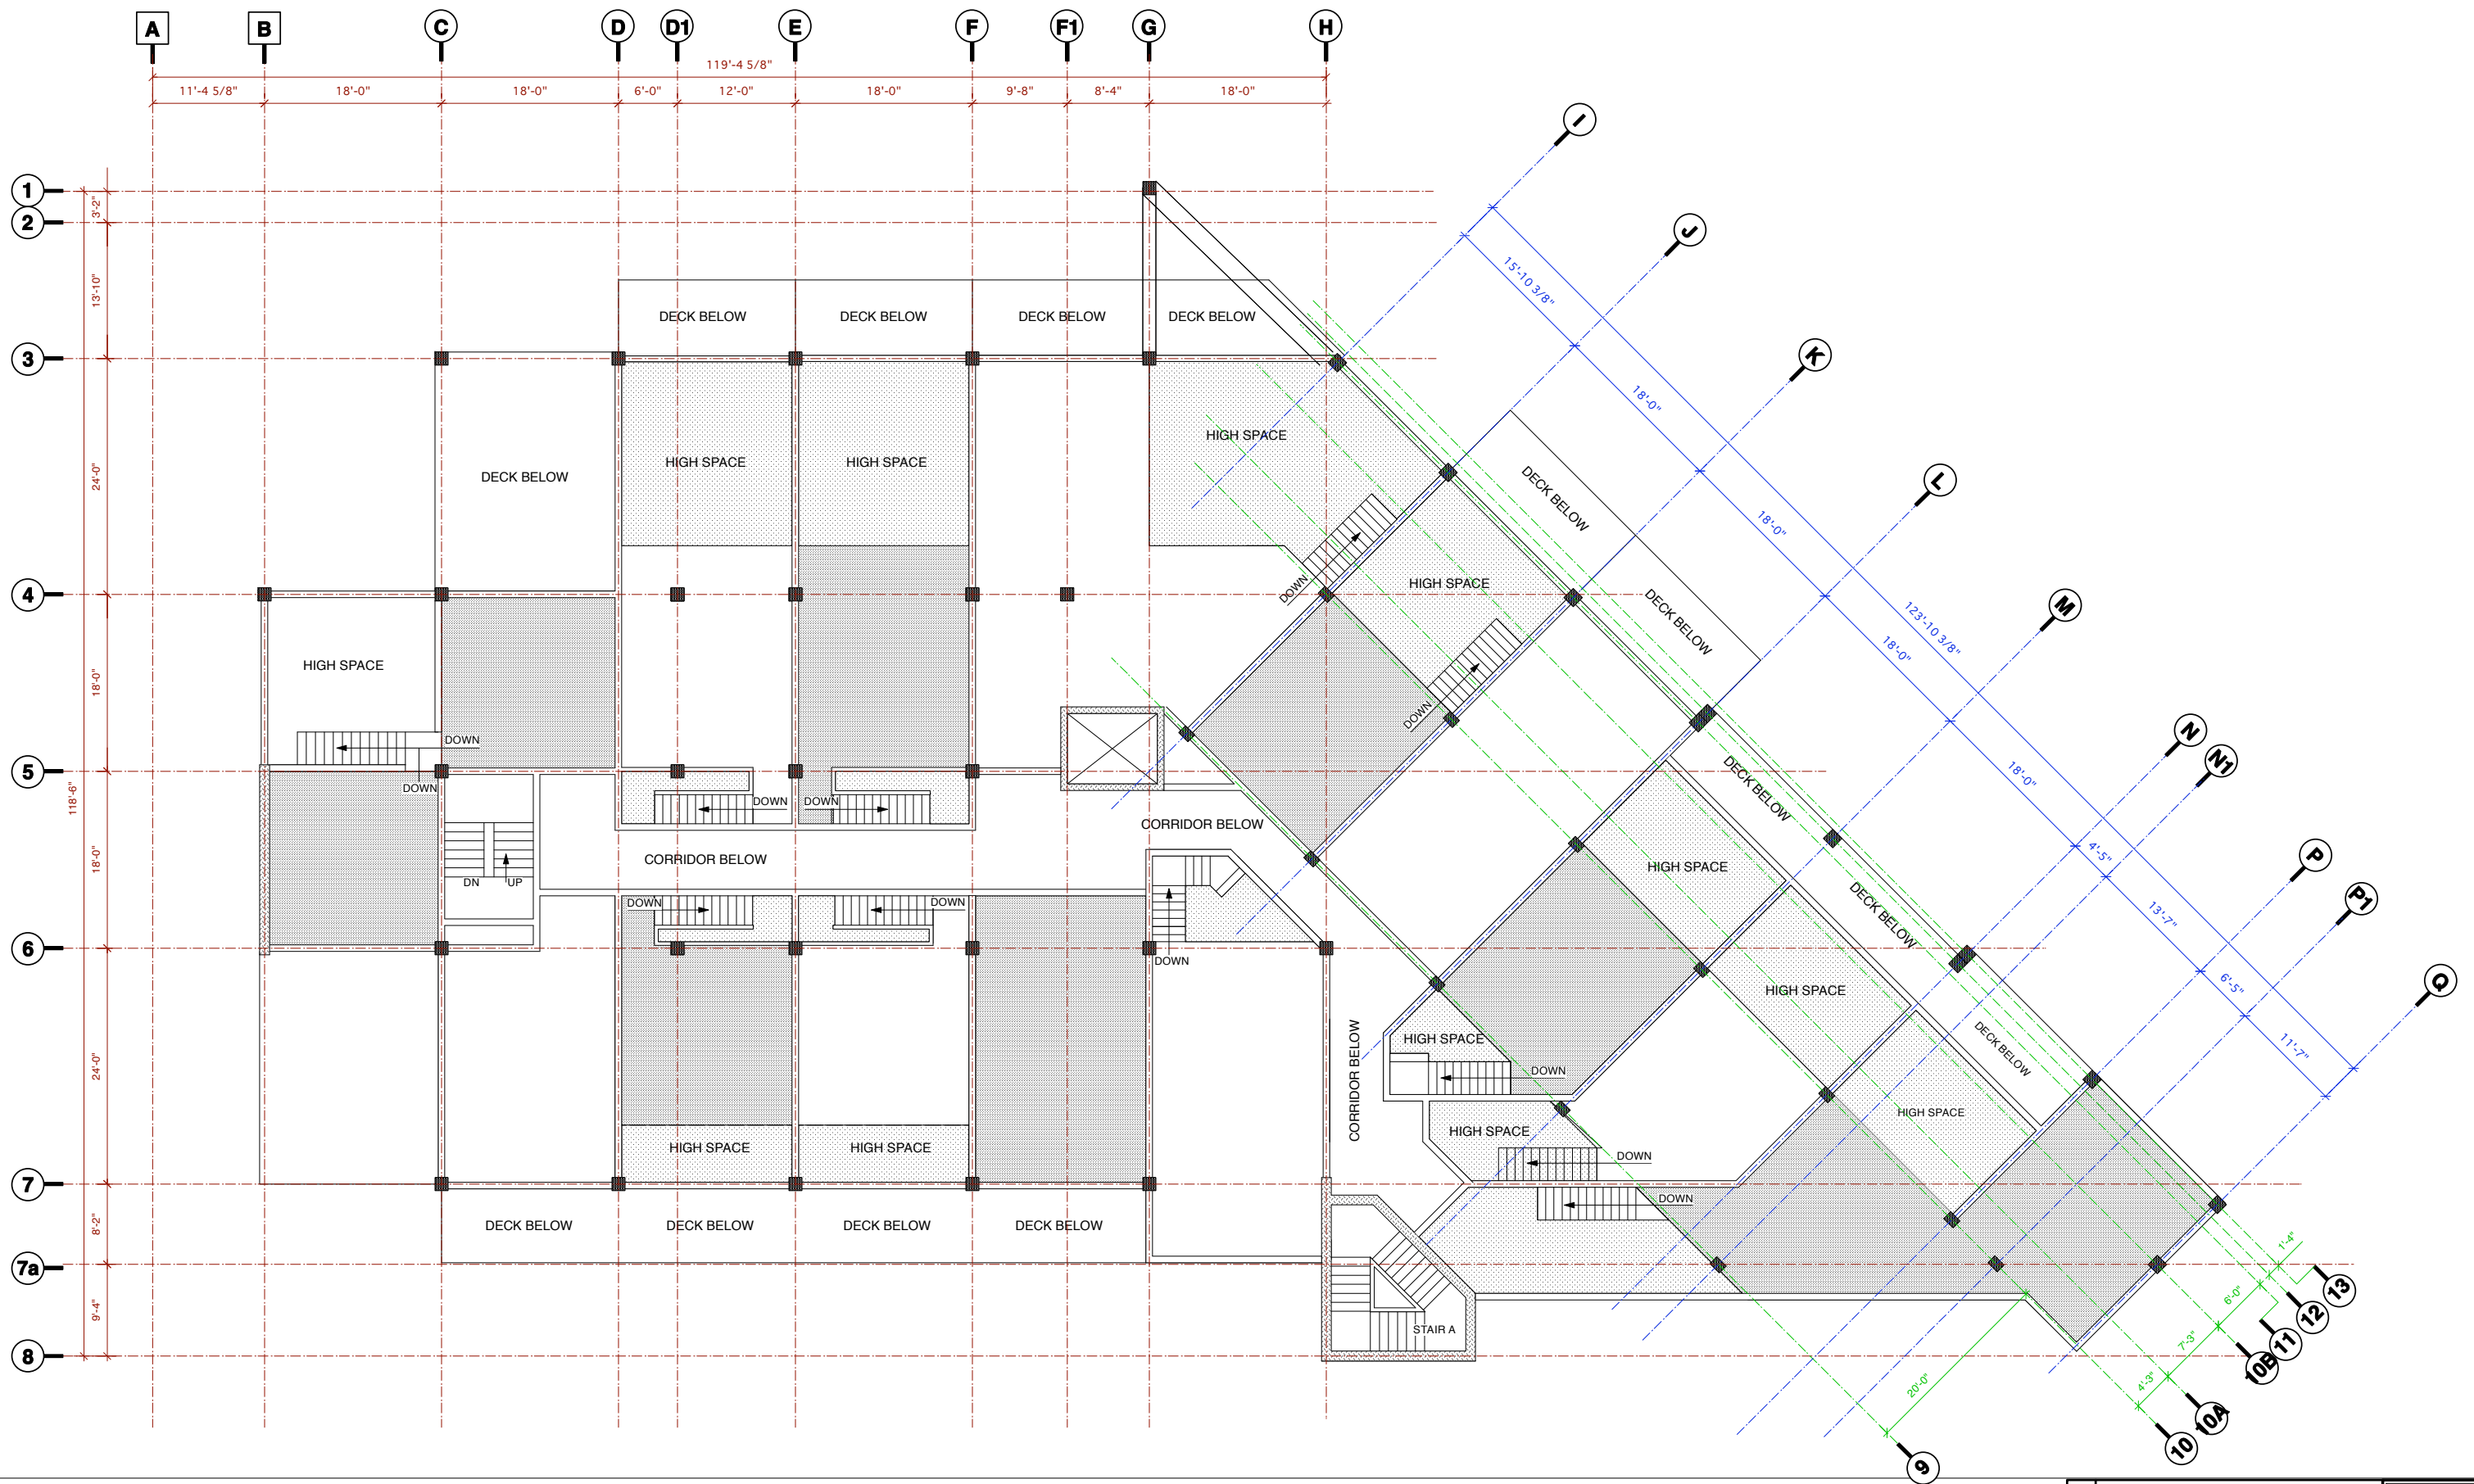 A B C D D1 E F F1 G H
119'-4 5/8"
11'-4 5/8" 18'-0" 18'-0" 6'-0" 12'-0" 18'-0" 9'-8" 8'-4" 18'-0"
I
J
K
L
M
N
N1
P
P1
Q
15'-10 3/8"
18'-0"
18'-0"
18'-0"
18'-0"
4'-5"
13'-7"
6'-5"
11'-7"
123'-10 3/8"
1
2
3
4
5
6
7
7a
8
3'-2"
13'-10"
24'-0"
18'-0"
18'-0"
24'-0"
8'-2"
9'-4"
118'-6"
DECK BELOW DECK BELOW DECK BELOW DECK BELOW
HIGH SPACE
DECK BELOW HIGH SPACE HIGH SPACE
DECK BELOW
DOWN
HIGH SPACE
DECK BELOW
HIGH SPACE
DOWN
DOWN
DOWN
DOWN DOWN
DECK BELOW
CORRIDOR BELOW
CORRIDOR BELOW
HIGH SPACE
DN UP
DOWN DOWN
DECK BELOW
DOWN
HIGH SPACE
DECK BELOW
CORRIDOR BELOW
HIGH SPACE
DOWN
HIGH SPACE
HIGH SPACE
HIGH SPACE HIGH SPACE
DOWN
DOWN
DECK BELOW DECK BELOW DECK BELOW DECK BELOW
STAIR A
1'-4"
6'-0"
7'-3"
4'-3"
20'-0"
13
12
11
10B
10A
10
9